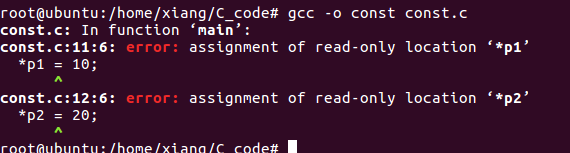 root@ubuntu:/home/xiang/C_code# gcc -o const const.c
const.c: In function ‘main’:
const.c:11:6: error: assignment of read-only location ‘*p1’
  *p1 = 10;
      ^
const.c:12:6: error: assignment of read-only location ‘*p2’
  *p2 = 20;
      ^
root@ubuntu:/home/xiang/C_code#